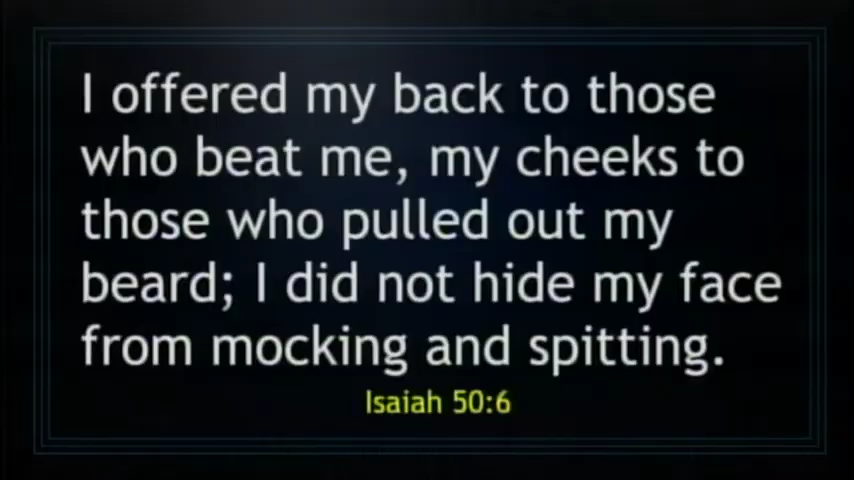 I offered my back to those
who beat me, my cheeks to
those who pulled out my
beard; I did not hide my face
from mocking and spitting.
Isaiah 50:6